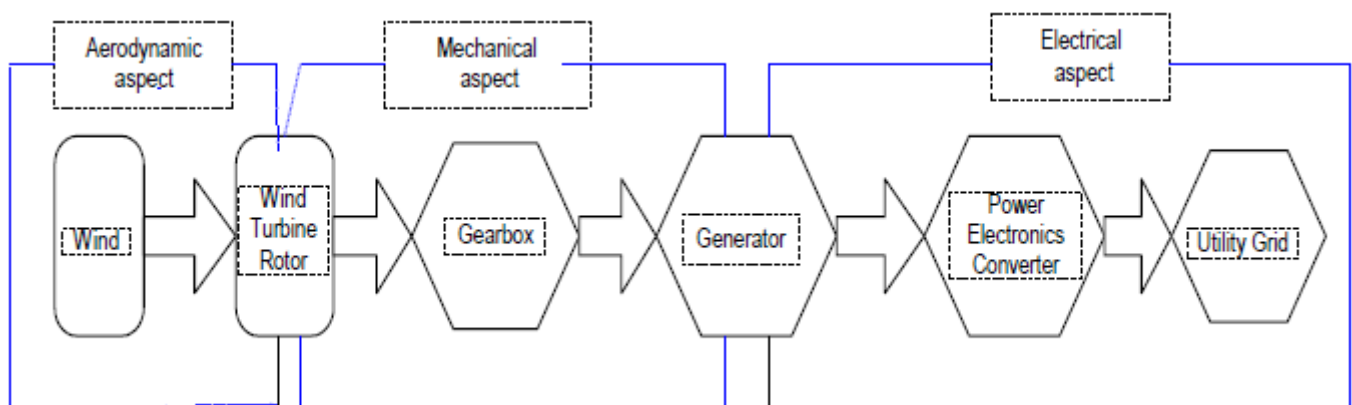 Aerodynamic
aspect
Mechanical
aspect
Electrical
aspect
Wind
Wind
Turbine
Rotor
Gearbox
Generator
Power
Electronics
Converter
Utility Grid